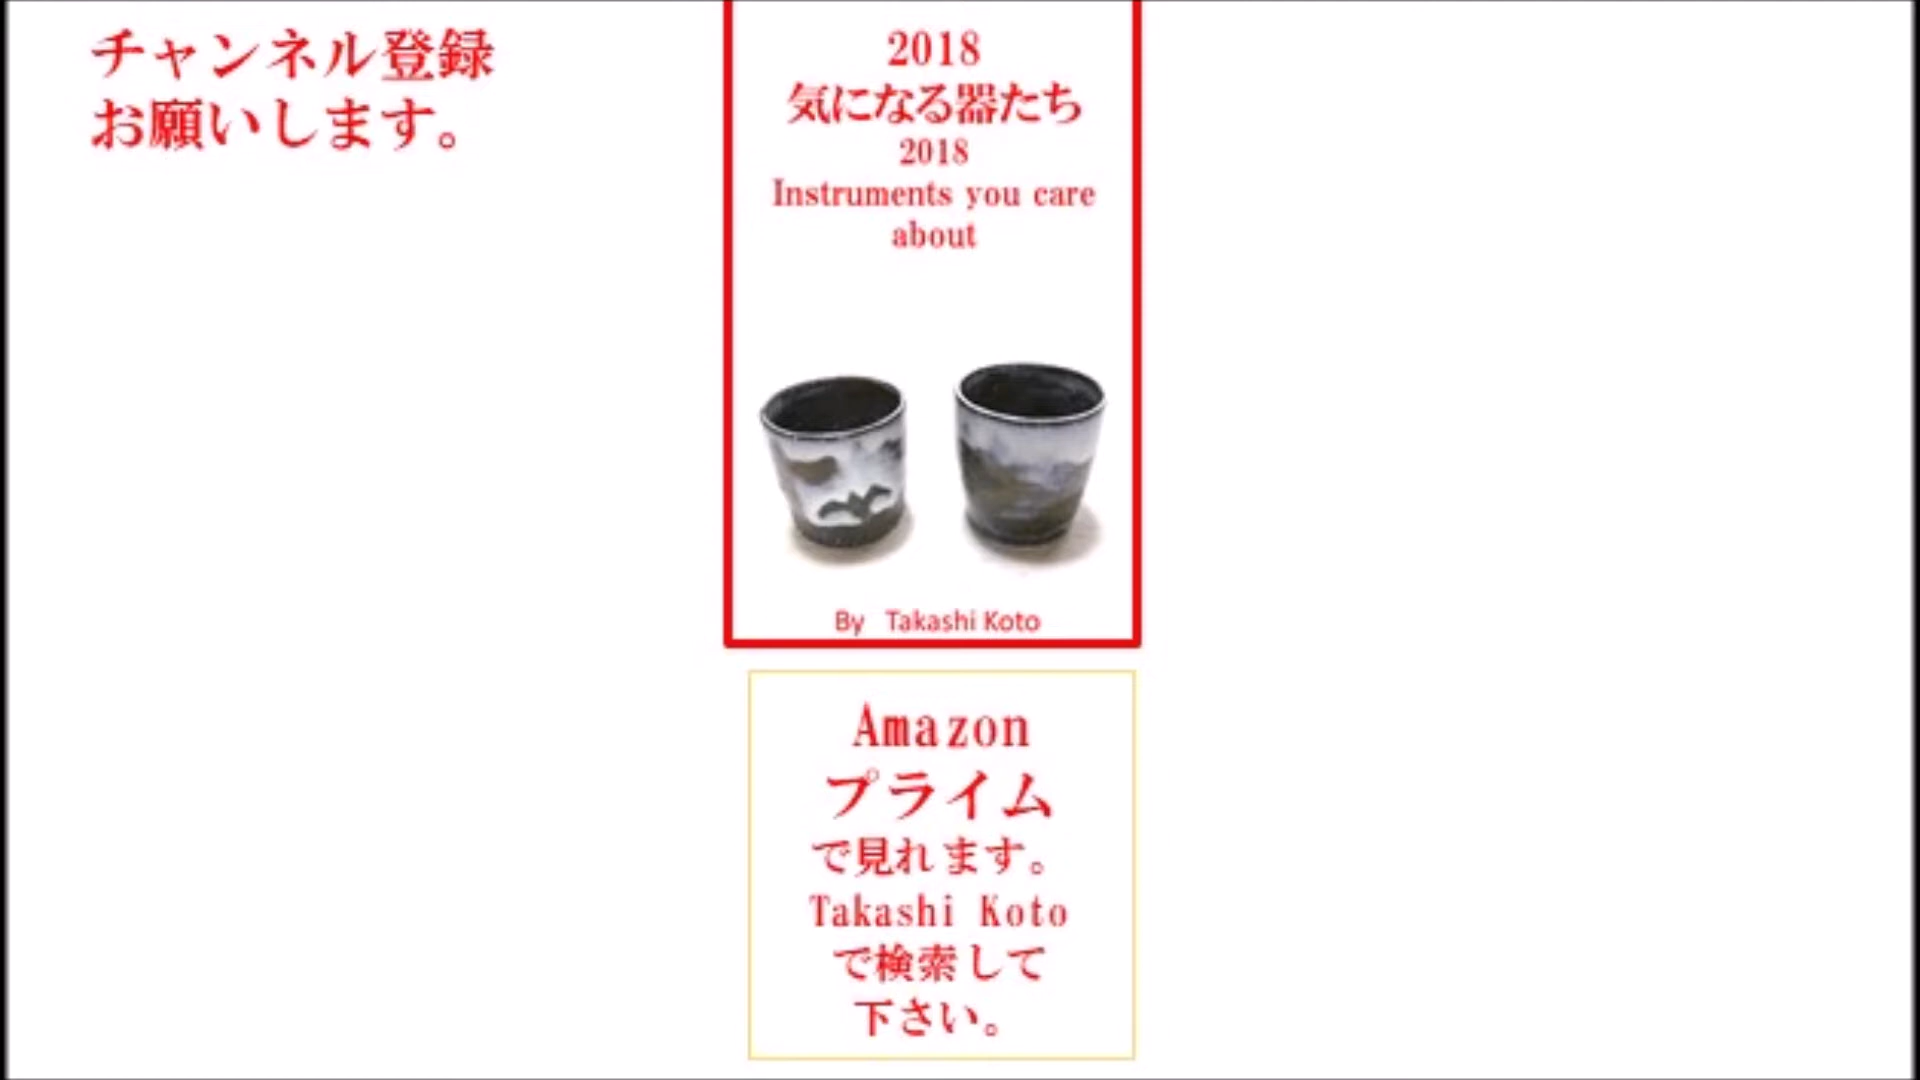 チャンネル登録
お願いします。
2018
気になる器たち
2018
Instruments you care
about
By Takashi Koto
Amazon
プライム
で見れます。
Takashi Koto
で検索して
下さい。